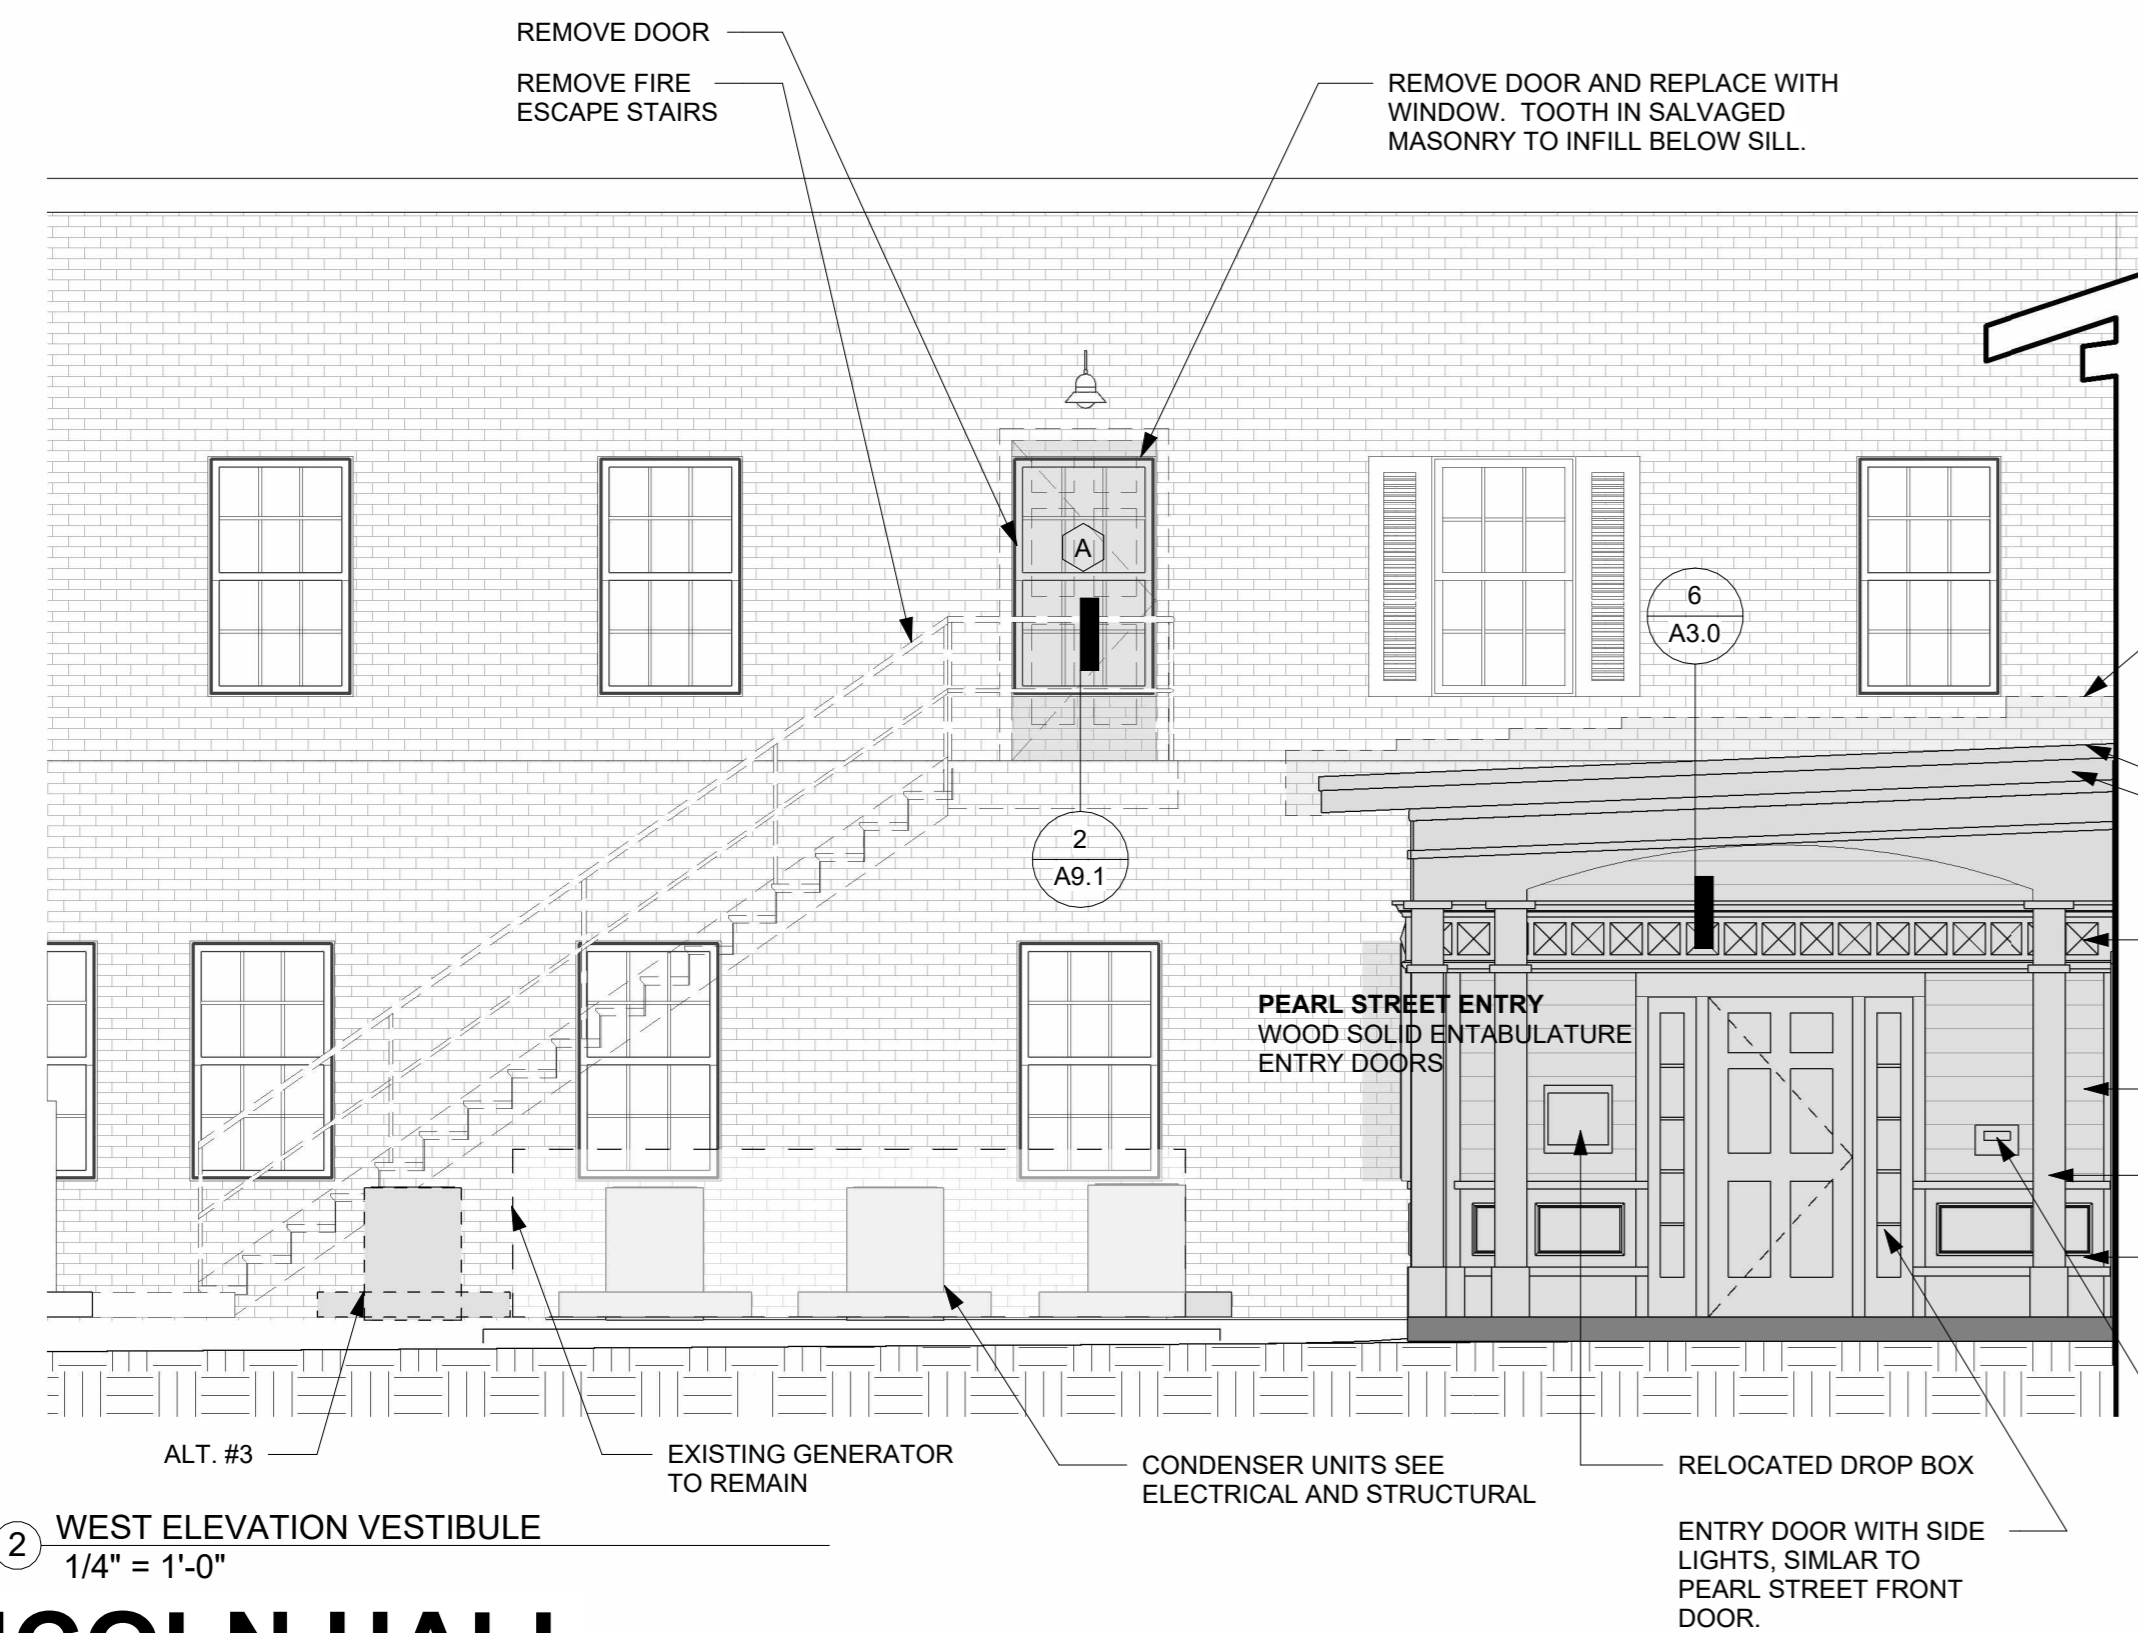 REMOVE DOOR
REMOVE FIRE
ESCAPE STAIRS
REMOVE DOOR AND REPLACE WITH
WINDOW. TOOTH IN SALVAGED
MASONRY TO INFILL BELOW SILL.
A
6
A3.0
2
A9.1
PEARL STREET ENTRY
WOOD SOLID ENTABULATURE
ENTRY DOORS
ALT. #3
EXISTING GENERATOR
TO REMAIN
CONDENSER UNITS SEE
ELECTRICAL AND STRUCTURAL
RELOCATED DROP BOX
ENTRY DOOR WITH SIDE
LIGHTS, SIMLAR TO
PEARL STREET FRONT
DOOR.
2
WEST ELEVATION VESTIBULE
1/4" = 1'-0"